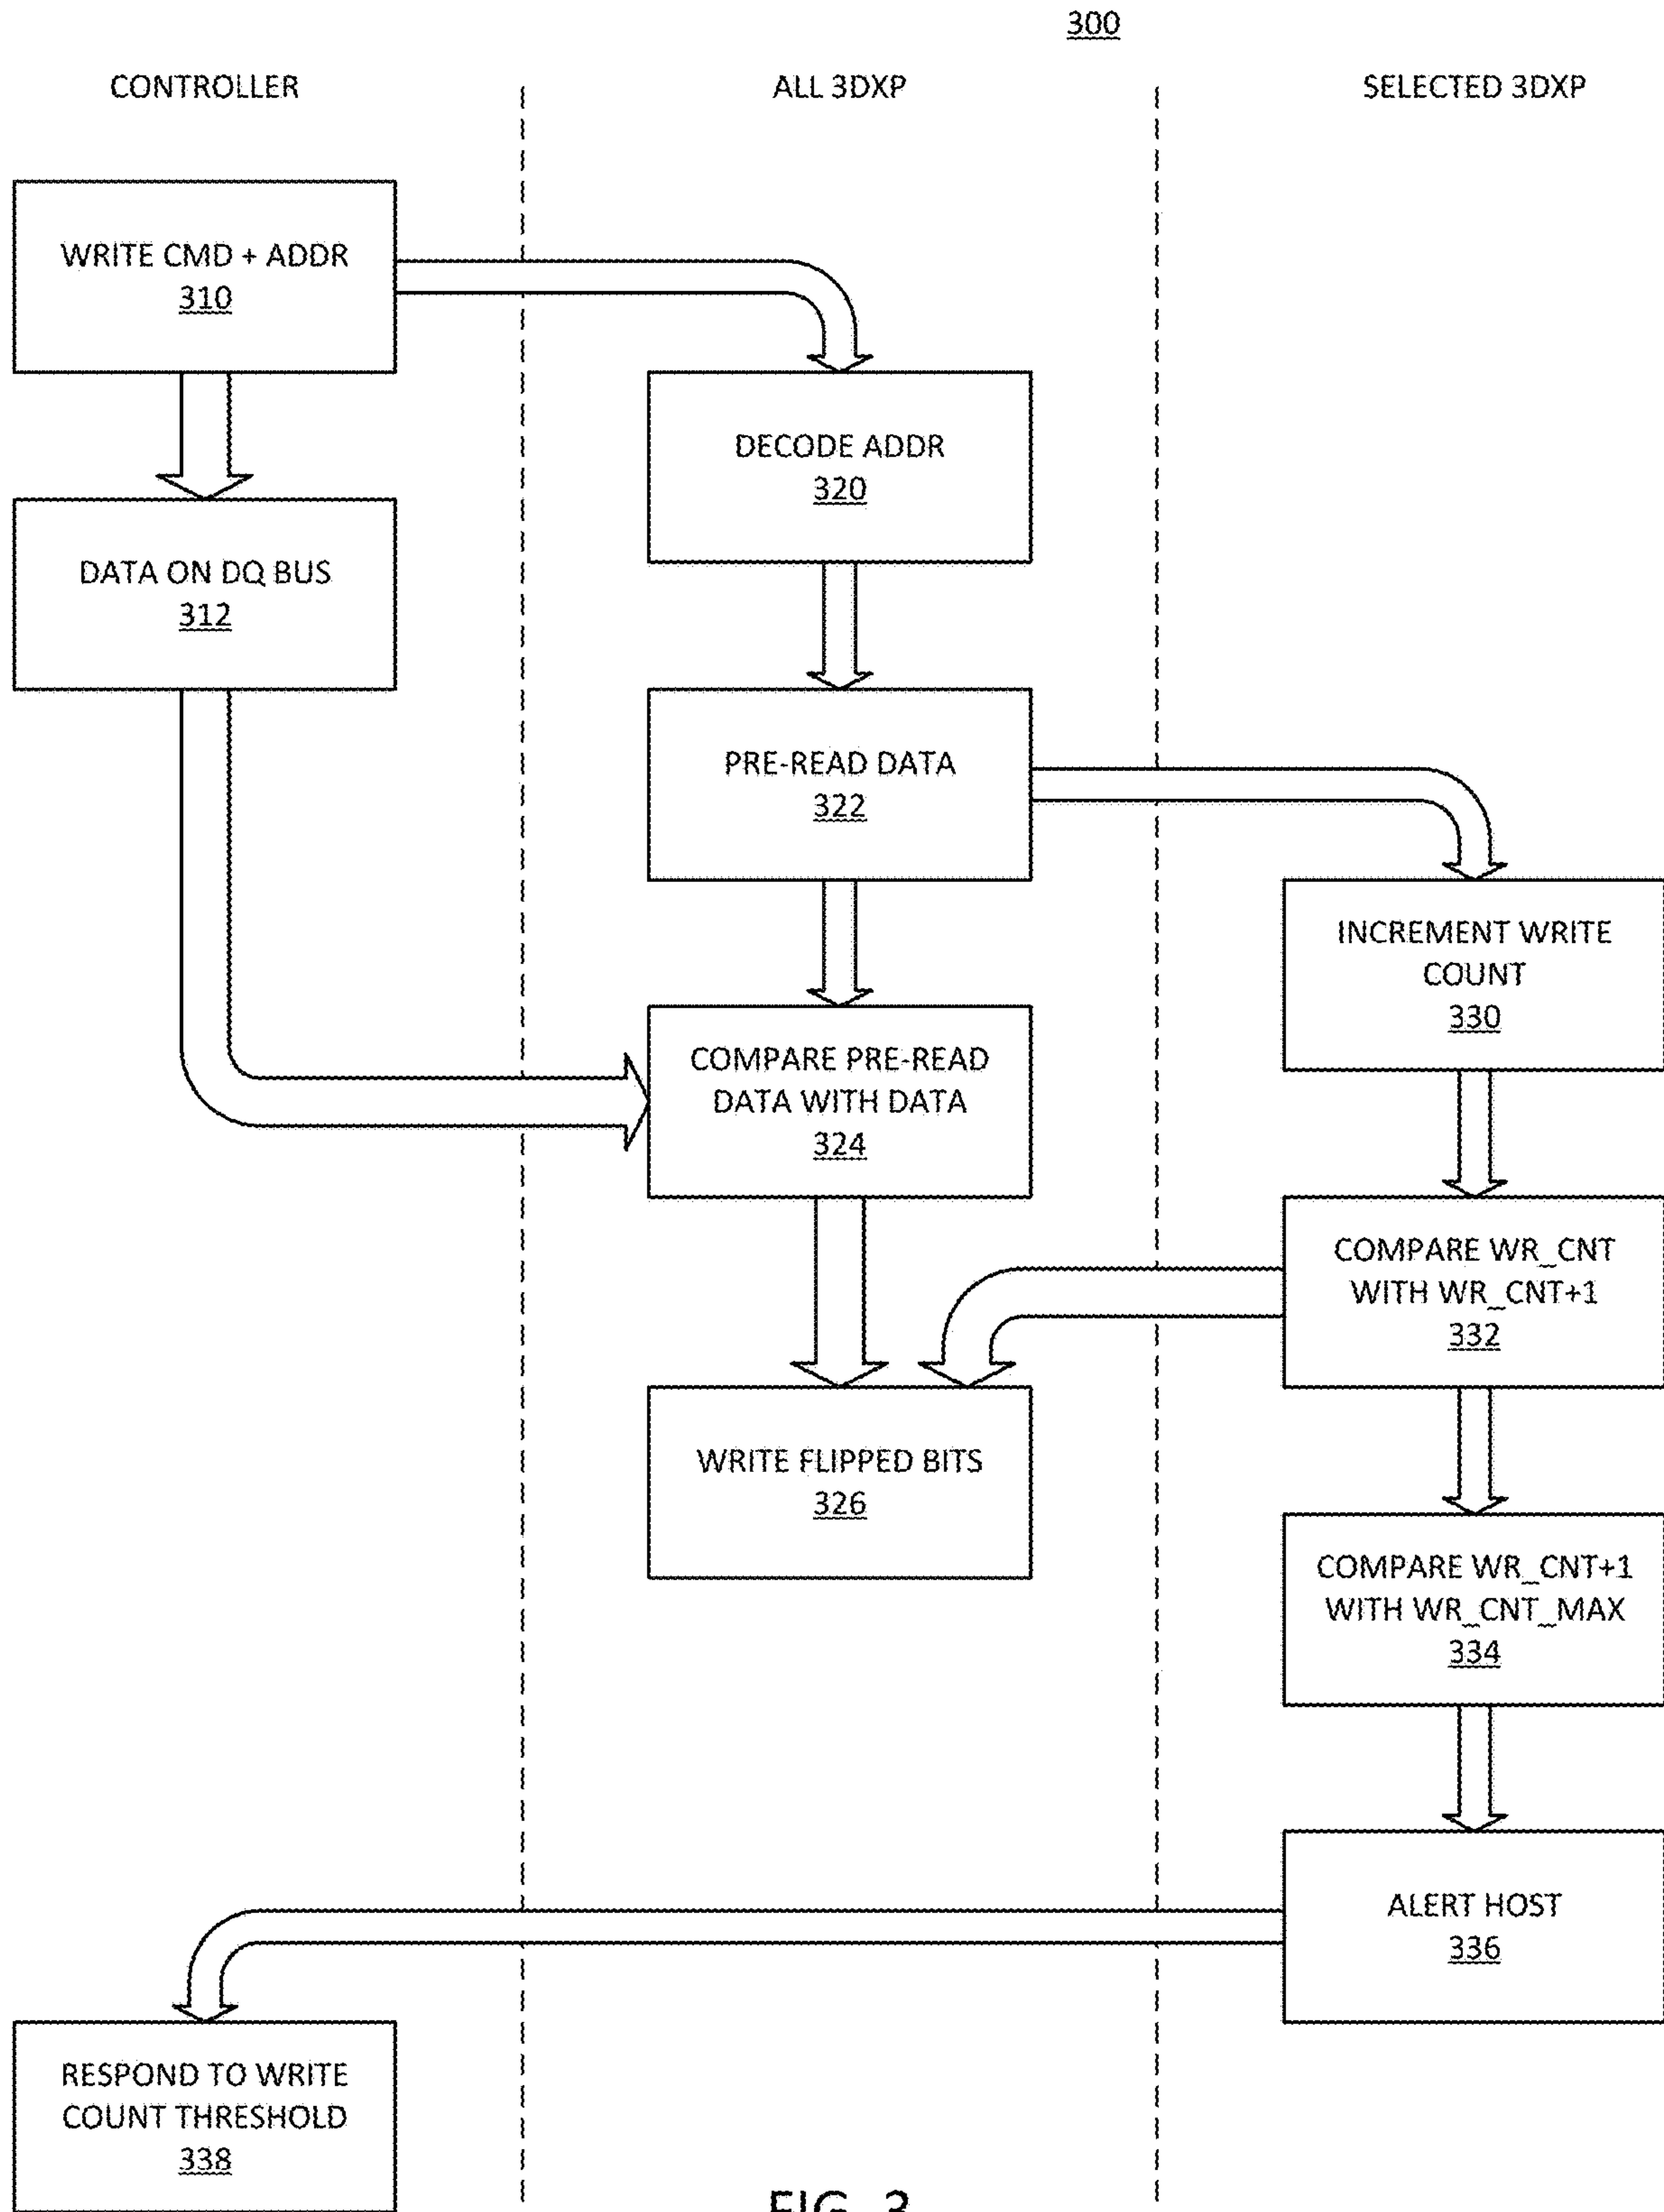 300
CONTROLLER
ALL 3DXP
SELECTED 3DXP
WRITE CMD + ADDR
310
DECODE ADDR
320
DATA ON DQ BUS
312
PRE-READ DATA
322
INCREMENT WRITE
COUNT
330
COMPARE PRE-READ
DATA WITH DATA
324
COMPARE WR_CNT
WITH WR_CNT+1
332
WRITE FLIPPED BITS
326
COMPARE WR_CNT+1
WITH WR_CNT_MAX
334
ALERT HOST
336
RESPOND TO WRITE
COUNT THRESHOLD
338
FIG. 3